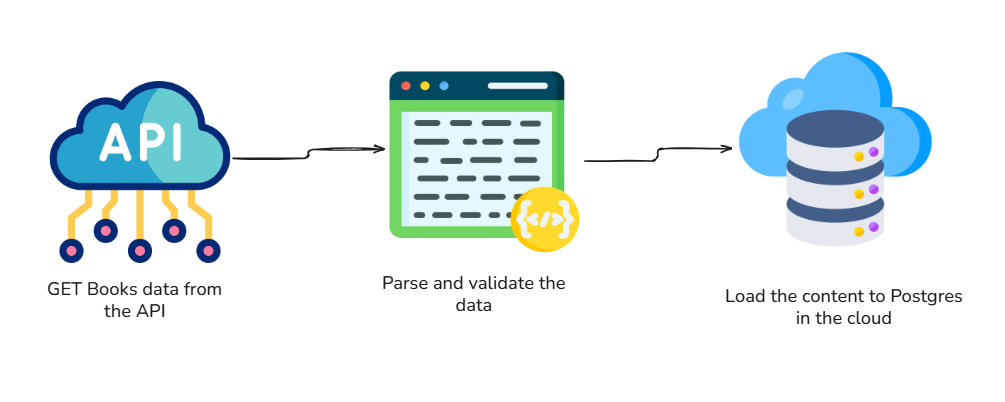 API
GET Books data from
the API
Parse and validate the
data
{</>}
Load the content to Postgres
in the cloud